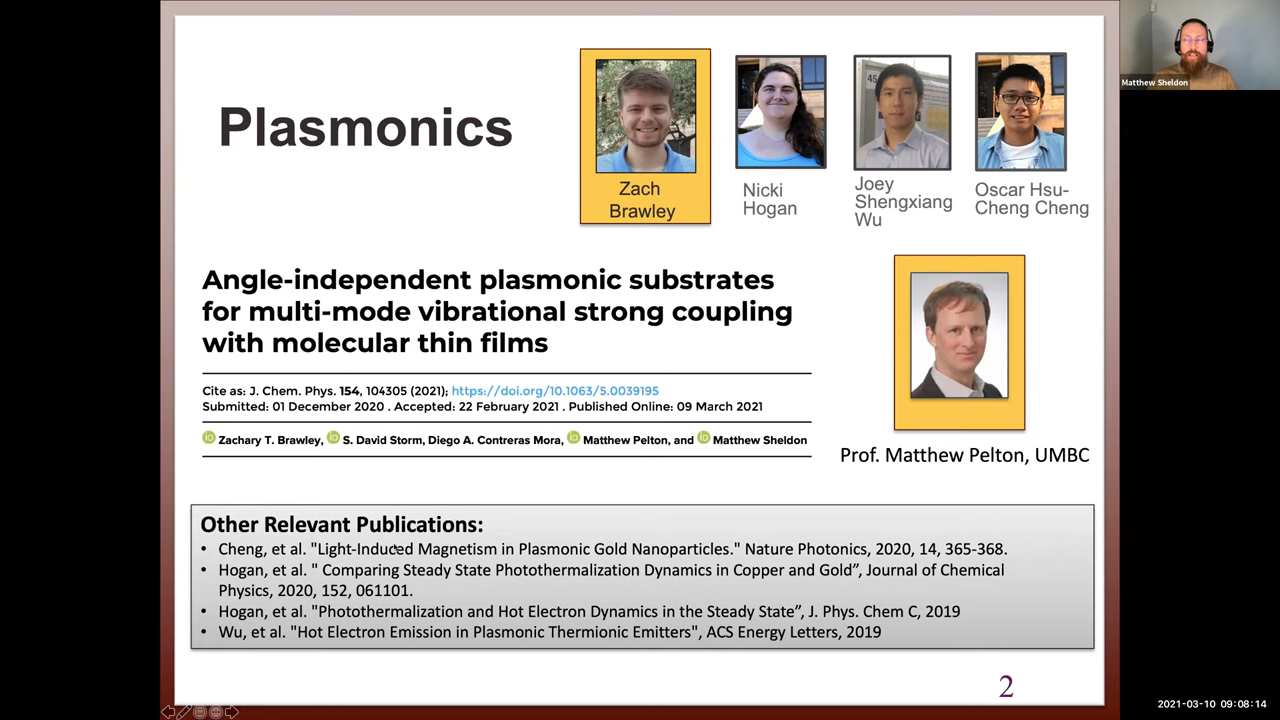 Plasmonics
Zach
Brawley
Nicki
Hogan
Joey
Shengxiang
Wu
Oscar Hsu-
Cheng Cheng
Matthew Sheldon
Angle-independent plasmonic substrates
for multi-mode vibrational strong coupling
with molecular thin films
Cite as: J. Chem. Phys. 154, 104305 (2021); https://doi.org/10.1063/5.0039195
Submitted: 01 December 2020 . Accepted: 22 February 2021 . Published Online: 09 March 2021
iD Zachary T. Brawley, iD S. David Storm, Diego A. Contreras Mora, iD Matthew Pelton, and iD Matthew Sheldon
Prof. Matthew Pelton, UMBC
Other Relevant Publications:
• Cheng, et al. "Light-Induced Magnetism in Plasmonic Gold Nanoparticles." Nature Photonics, 2020, 14, 365-368.
• Hogan, et al. " Comparing Steady State Photothermalization Dynamics in Copper and Gold”, Journal of Chemical
Physics, 2020, 152, 061101.
• Hogan, et al. "Photothermalization and Hot Electron Dynamics in the Steady State”, J. Phys. Chem C, 2019
• Wu, et al. "Hot Electron Emission in Plasmonic Thermionic Emitters", ACS Energy Letters, 2019
2
2021-03-10 09:08:14